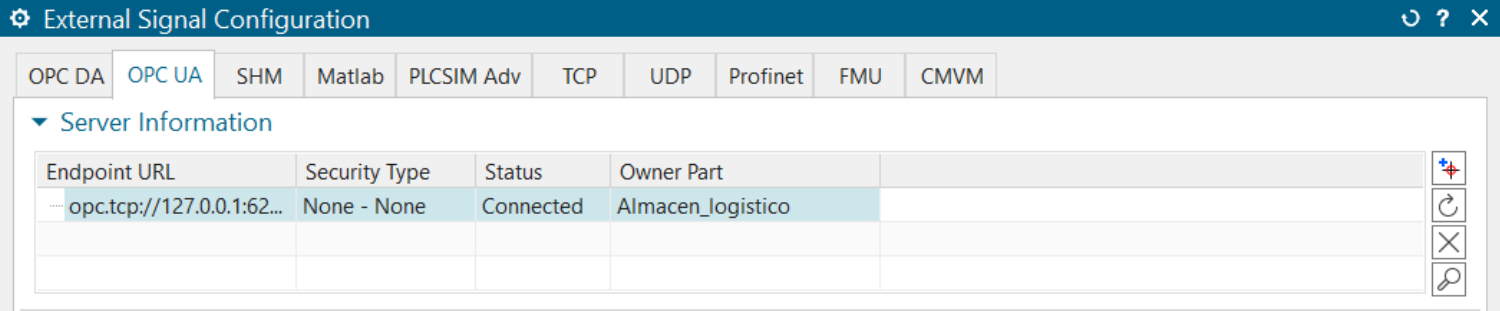 External Signal Configuration
OPC DA OPC UA SHM Matlab PLCSIM Adv TCP UDP Profinet FMU CMVM
Server Information
Endpoint URL Security Type Status Owner Part
opc.tcp://127.0.0.1:62... None - None Connected Almacen_logistico